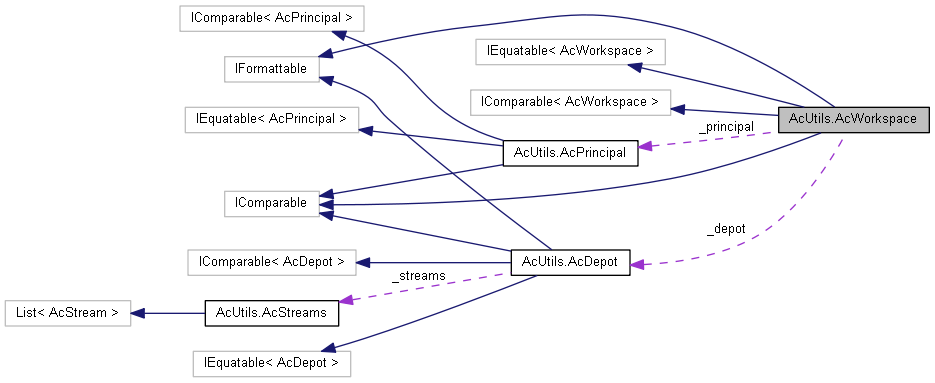 IComparable< AcPrincipal >
IFormattable
IEquatable< AcWorkspace >
IComparable< AcWorkspace >
AcUtils.AcWorkspace
IEquatable< AcPrincipal >
_principal
AcUtils.AcPrincipal
IComparable
_depot
IComparable< AcDepot >
AcUtils.AcDepot
_streams
List< AcStream >
AcUtils.AcStreams
IEquatable< AcDepot >